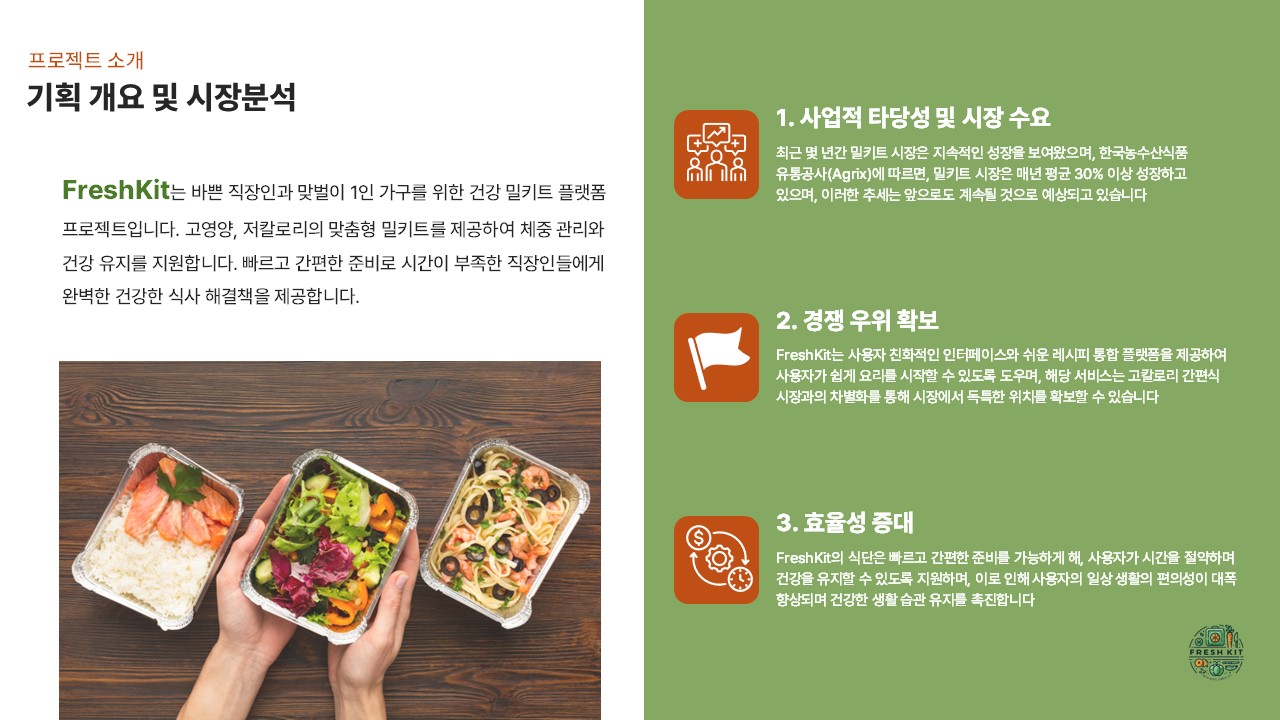 프로젝트 소개
기획 개요 및 시장분석
FreshKit는 바쁜 직장인과 맞벌이 1인 가구를 위한 건강 밀키트 플랫폼
프로젝트입니다. 고영양, 저칼로리의 맞춤형 밀키트를 제공하여 체중 관리와
건강 유지를 지원합니다. 빠르고 간편한 준비로 시간이 부족한 직장인들에게
완벽한 건강한 식사 해결책을 제공합니다.
1. 사업적 타당성 및 시장 수요
최근 몇 년간 밀키트 시장은 지속적인 성장을 보여왔으며, 한국농수산식품
유통공사(Agrix)에 따르면, 밀키트 시장은 매년 평균 30% 이상 성장하고
있으며, 이러한 추세는 앞으로도 계속될 것으로 예상되고 있습니다
2. 경쟁 우위 확보
FreshKit는 사용자 친화적인 인터페이스와 쉬운 레시피 통합 플랫폼을 제공하여
사용자가 쉽게 요리를 시작할 수 있도록 도우며, 해당 서비스는 고칼로리 간편식
시장과의 차별화를 통해 시장에서 독특한 위치를 확보할 수 있습니다
3. 효율성 증대
FreshKit의 식단은 빠르고 간편한 준비를 가능하게 해, 사용자가 시간을 절약하며
건강을 유지할 수 있도록 지원하며, 이로 인해 사용자의 일상 생활의 편의성이 대폭
향상되며 건강한 생활 습관 유지를 촉진합니다
FRESH KIT